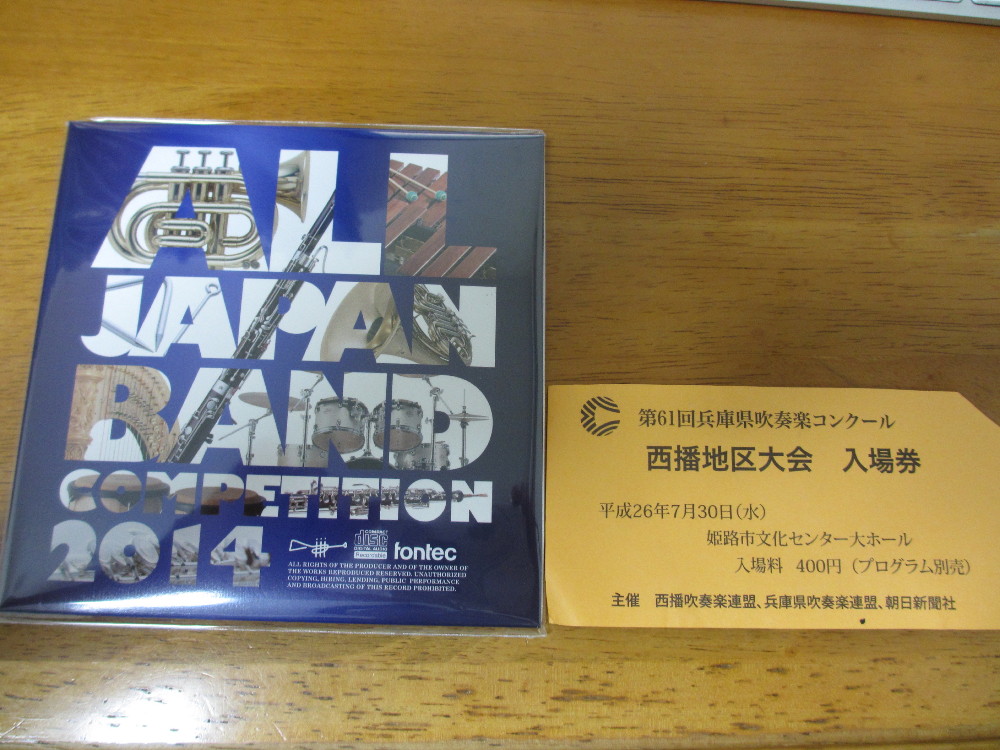 ALL
JAPAN
BAND
COMPETITION
2014
COMPACT
disc
DIGITAL AUDIO
Recordable
fontec
ALL RIGHTS OF THE PRODUCER AND OF THE OWNER OF
THE WORKS REPRODUCED RESERVED. UNAUTHORIZED
COPYING, HIRING, LENDING, PUBLIC PERFORMANCE
AND BROADCASTING OF THIS RECORD PROHIBITED.
第61回兵庫県吹奏楽コンクール
西播地区大会 入場券
平成26年7月30日(水)
姫路市文化センター大ホール
入場料 400円 (プログラム別売)
主催 西播吹奏楽連盟、兵庫県吹奏楽連盟、朝日新聞社